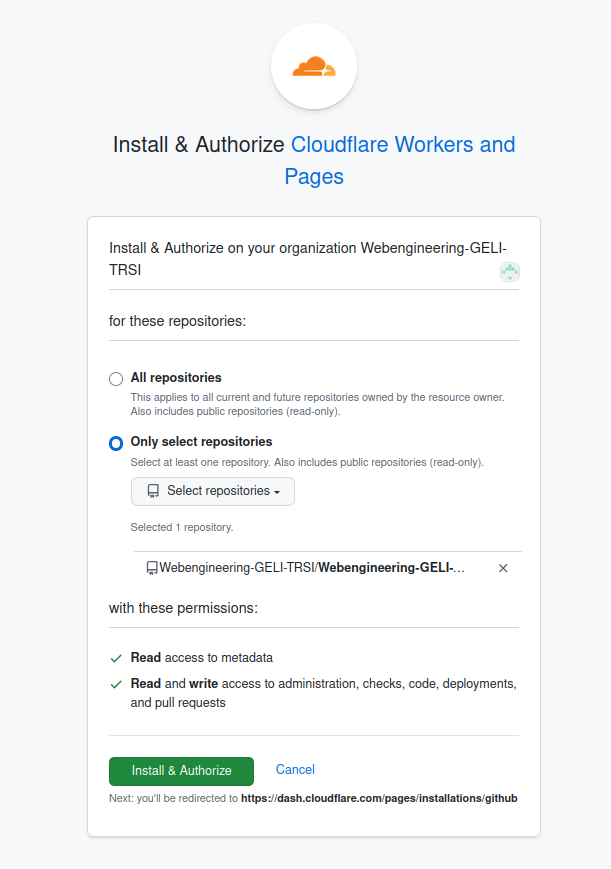 Install & Authorize Cloudflare Workers and
Pages
Install & Authorize on your organization Webengineering-GELI-
TRSI
for these repositories:
All repositories
This applies to all current and future repositories owned by the resource owner.
Also includes public repositories (read-only).
Only select repositories
Select at least one repository. Also includes public repositories (read-only).
Select repositories
Selected 1 repository.
Webengineering-GELI-TRSI/Webengineering-GELI-...
with these permissions:
Read access to metadata
Read and write access to administration, checks, code, deployments,
and pull requests
Install & Authorize Cancel
Next: you'll be redirected to https://dash.cloudflare.com/pages/installations/github